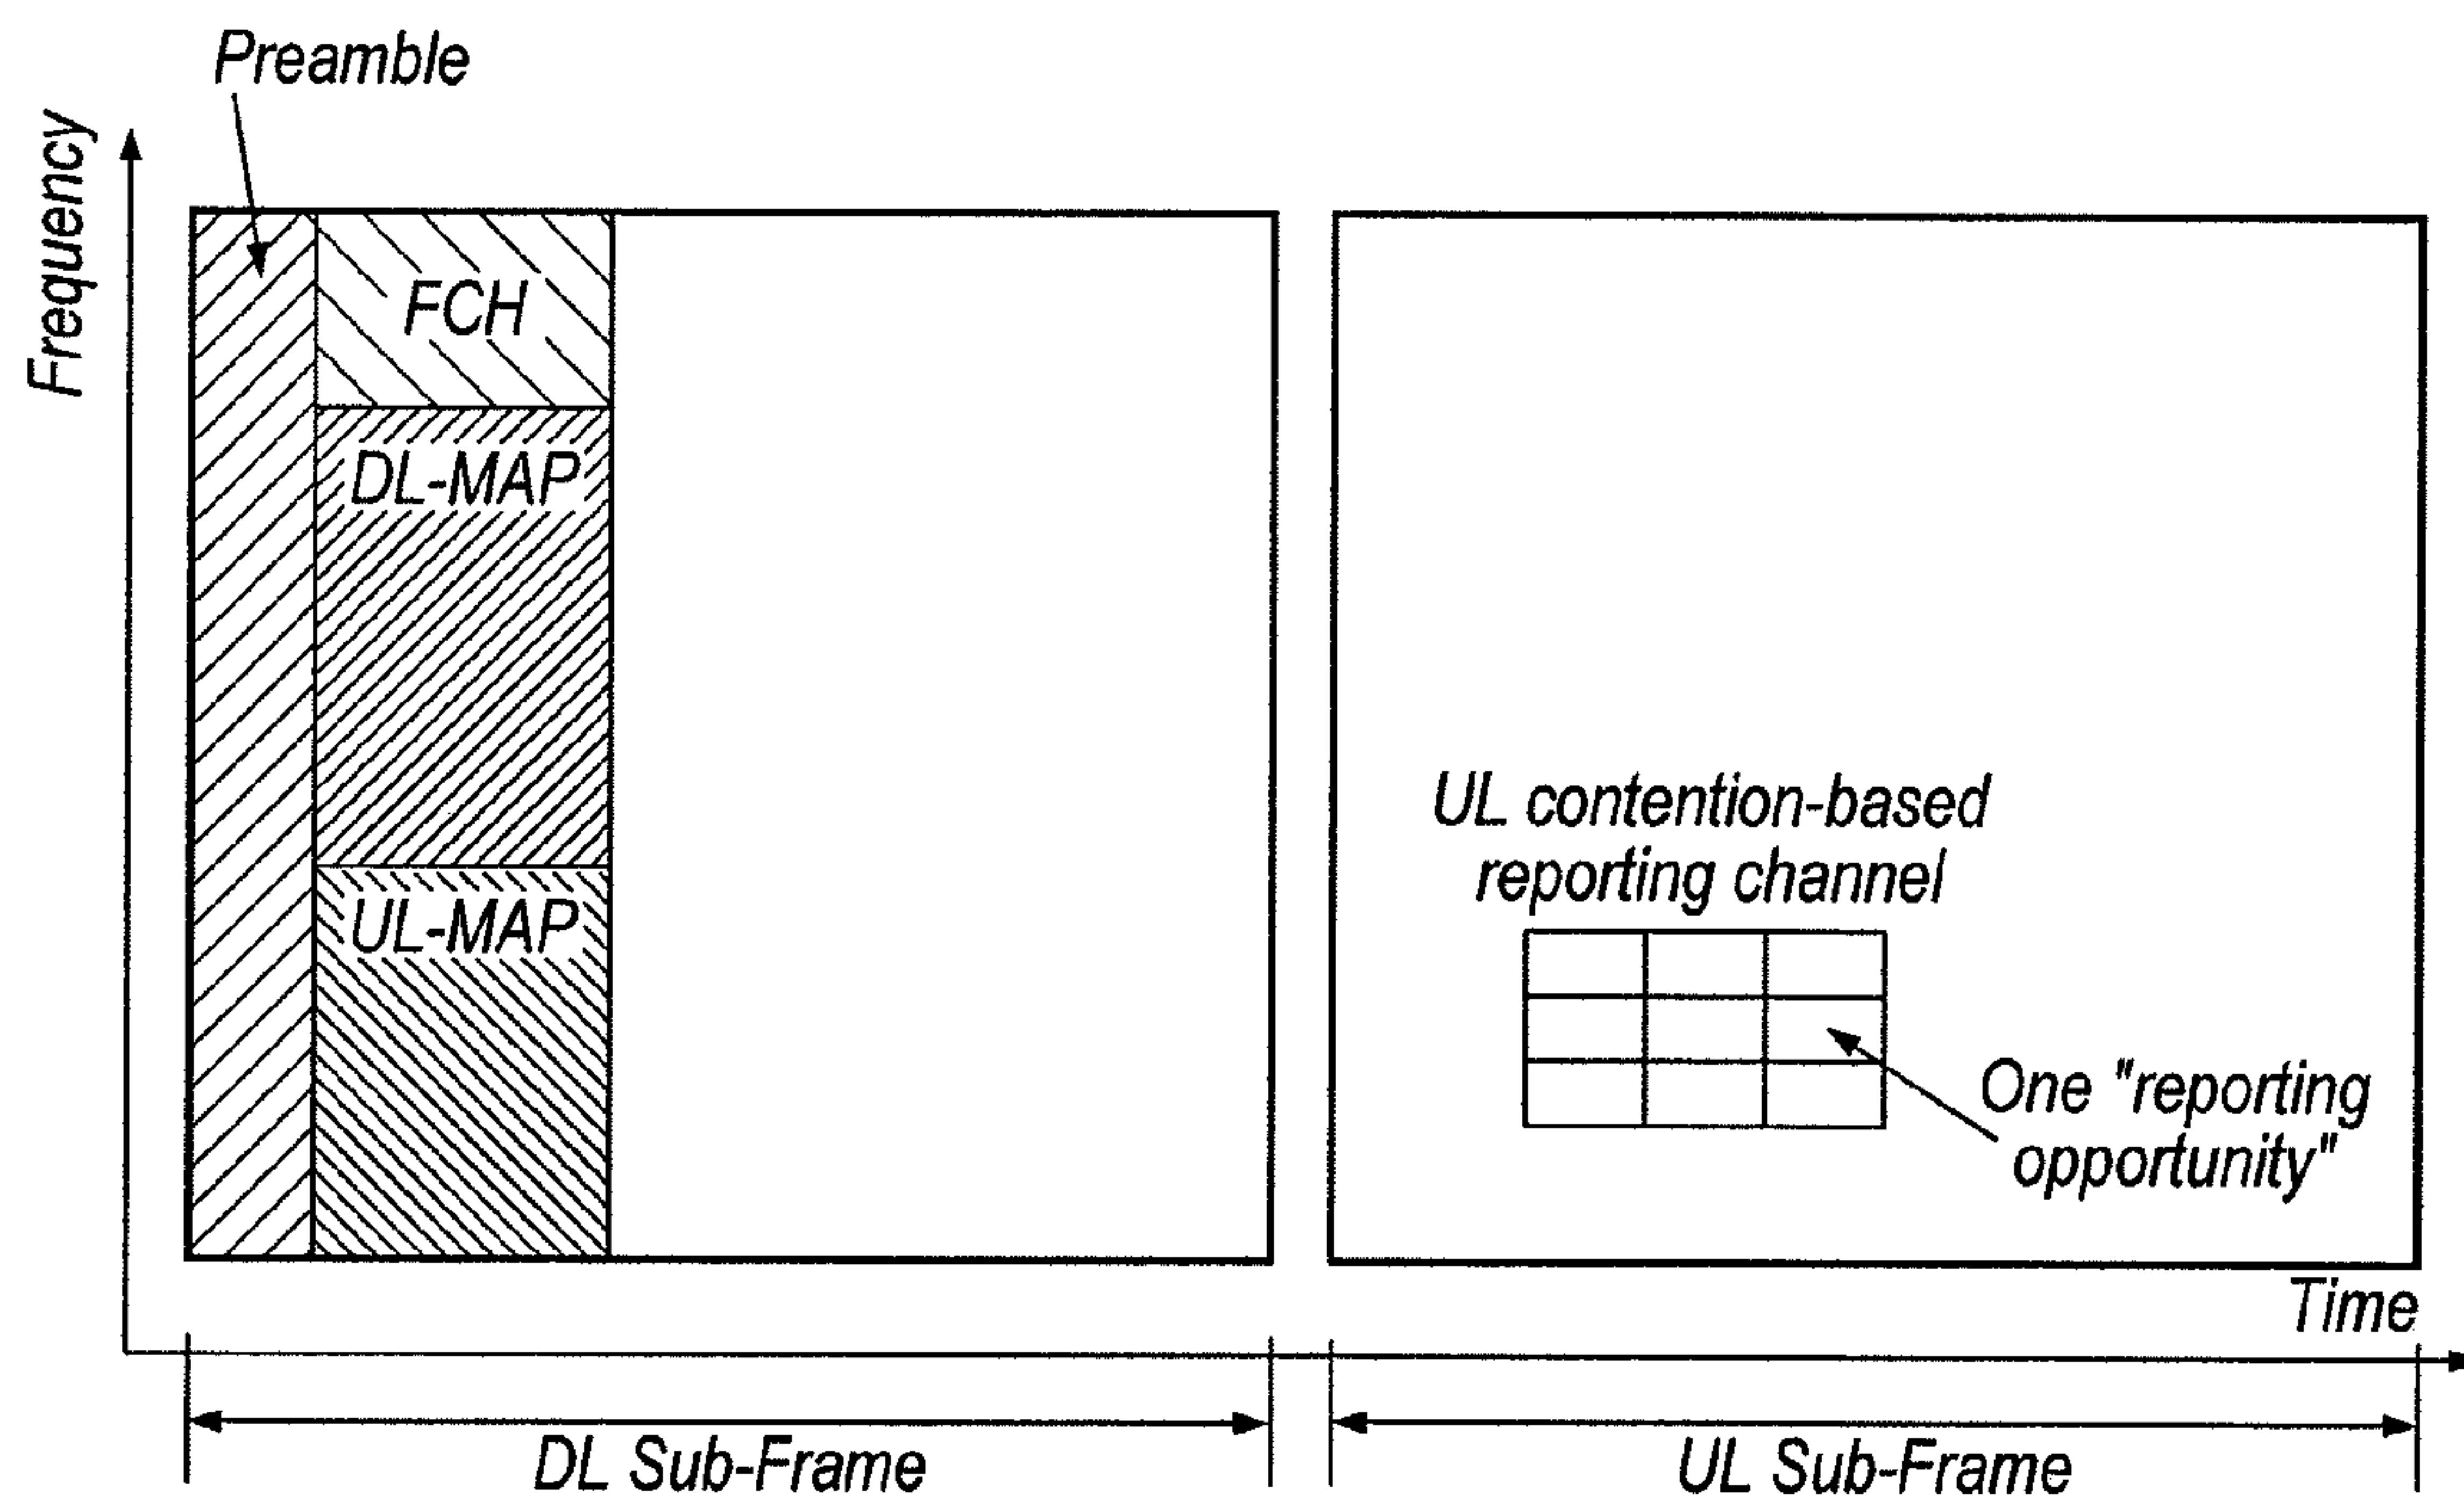 Preamble
Frequency
FCH
DL-MAP
UL-MAP
UL contention-based
reporting channel
One "reporting
opportunity"
Time
DL Sub-Frame
UL Sub-Frame